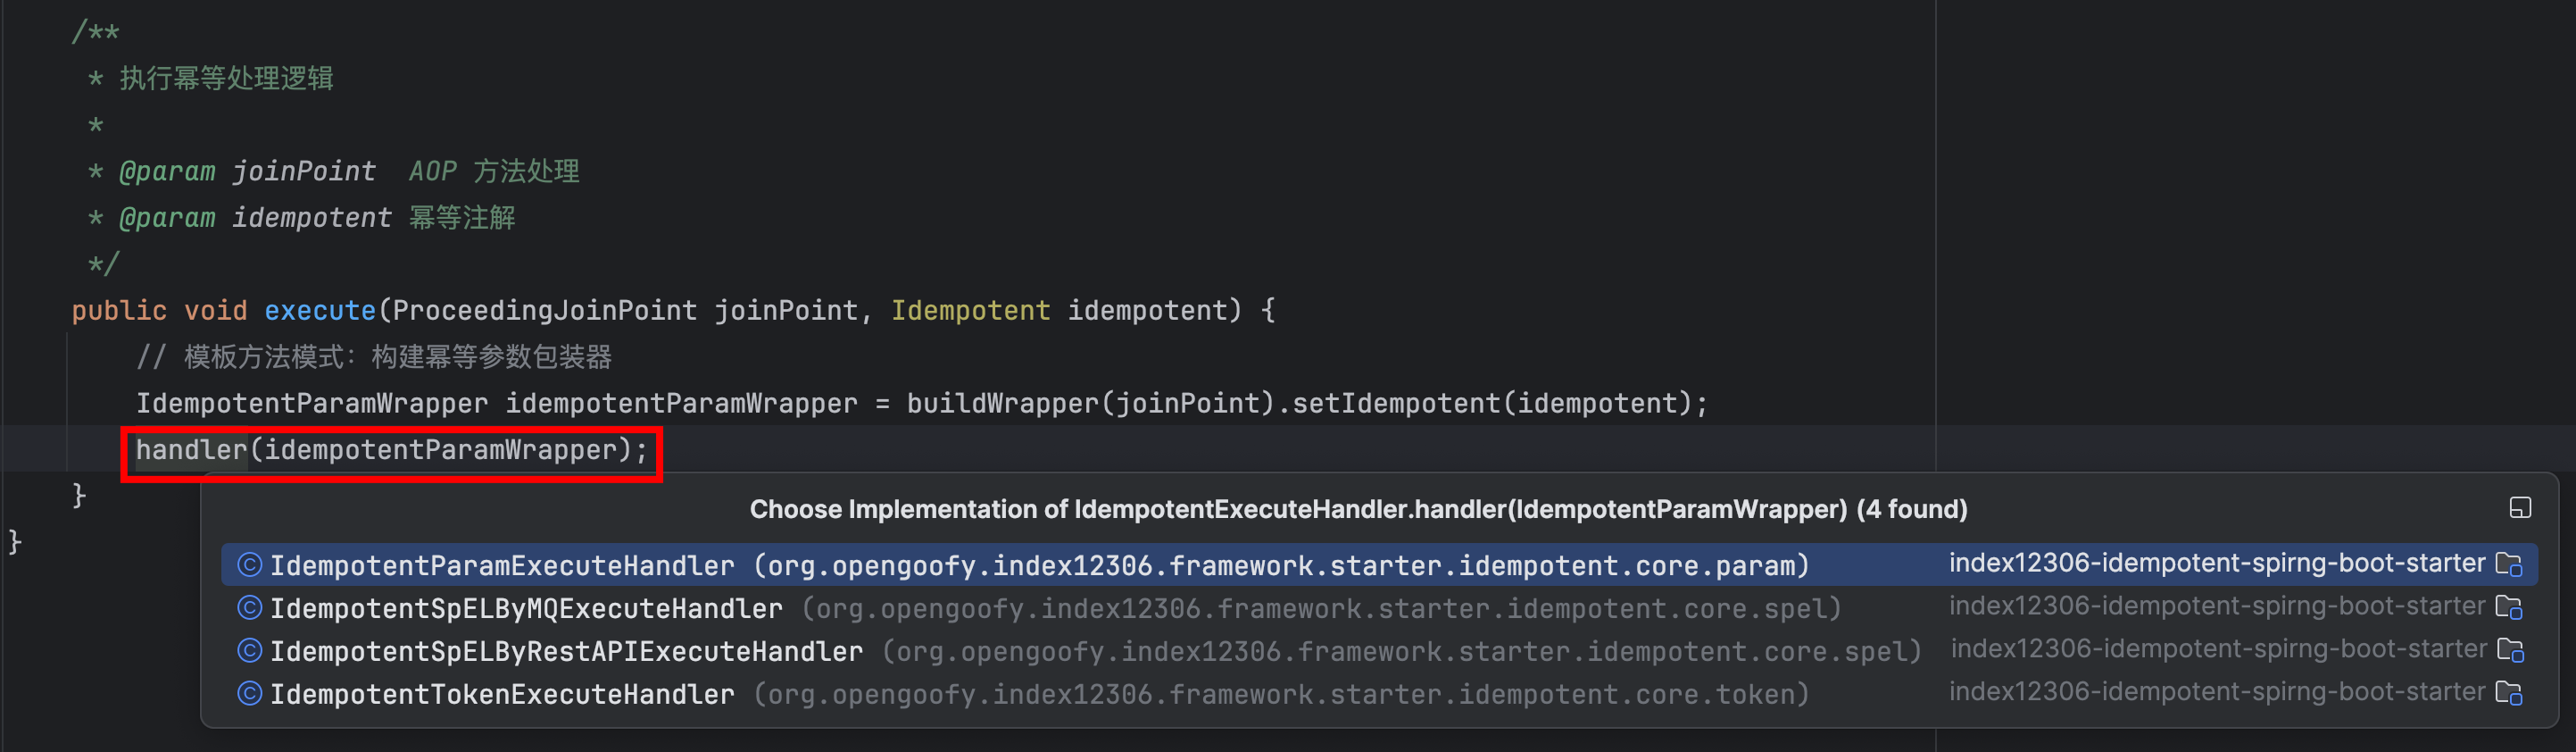 /**
 * 执行幂等处理逻辑
 *
 * @param joinPoint  AOP 方法处理
 * @param idempotent 幂等注解
 */
public void execute(ProceedingJoinPoint joinPoint, Idempotent idempotent) {
    // 模板方法模式：构建幂等参数包装器
    IdempotentParamWrapper idempotentParamWrapper = buildWrapper(joinPoint).setIdempotent(idempotent);
    handler(idempotentParamWrapper);
}
Choose Implementation of IdempotentExecuteHandler.handler(IdempotentParamWrapper) (4 found)
}
IdempotentParamExecuteHandler (org.opengoofy.index12306.framework.starter.idempotent.core.param) index12306-idempotent-spirng-boot-starter
IdempotentSpELByMQExecuteHandler (org.opengoofy.index12306.framework.starter.idempotent.core.spel) index12306-idempotent-spirng-boot-starter
IdempotentSpELByRestAPIExecuteHandler (org.opengoofy.index12306.framework.starter.idempotent.core.spel) index12306-idempotent-spirng-boot-starter
IdempotentTokenExecuteHandler (org.opengoofy.index12306.framework.starter.idempotent.core.token) index12306-idempotent-spirng-boot-starter